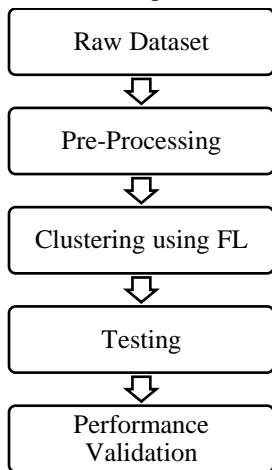 Raw Dataset
Pre-Processing
Clustering using FL
Testing
Performance
Validation